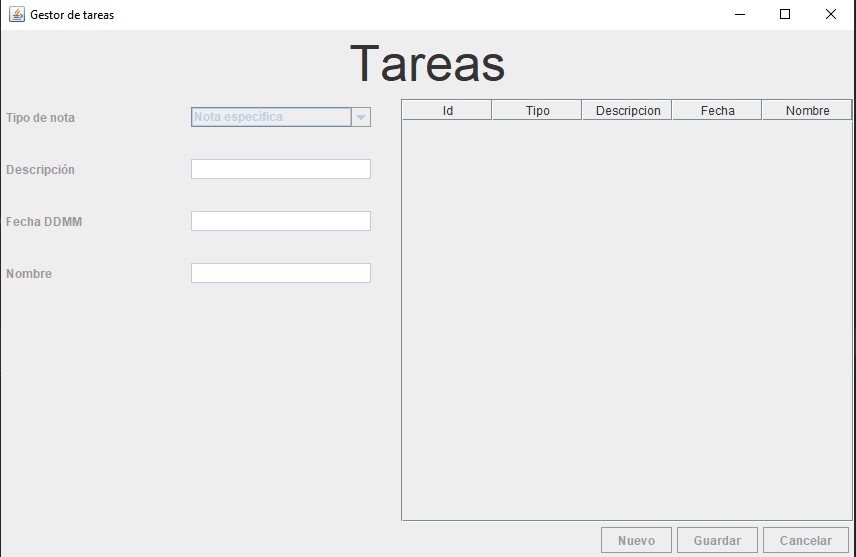 Gestor de tareas
Tareas
Tipo de nota
Nota específica
Descripción
Fecha DDMM
Nombre
Id Tipo Descripcion Fecha Nombre
Nuevo Guardar Cancelar